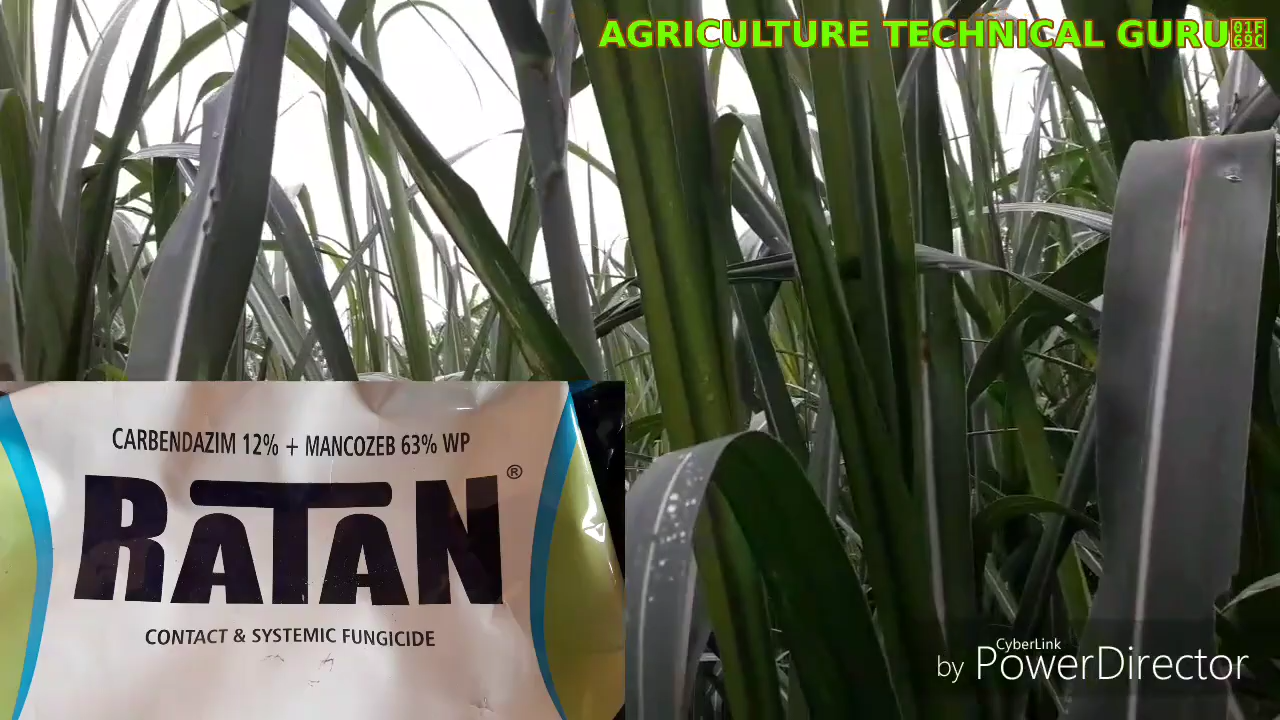 AGRICULTURE TECHNICAL GURU
CARBENDAZIM 12% + MANCOZEB 63% WP
RATAN®
CONTACT & SYSTEMIC FUNGICIDE
CyberLink
by PowerDirector